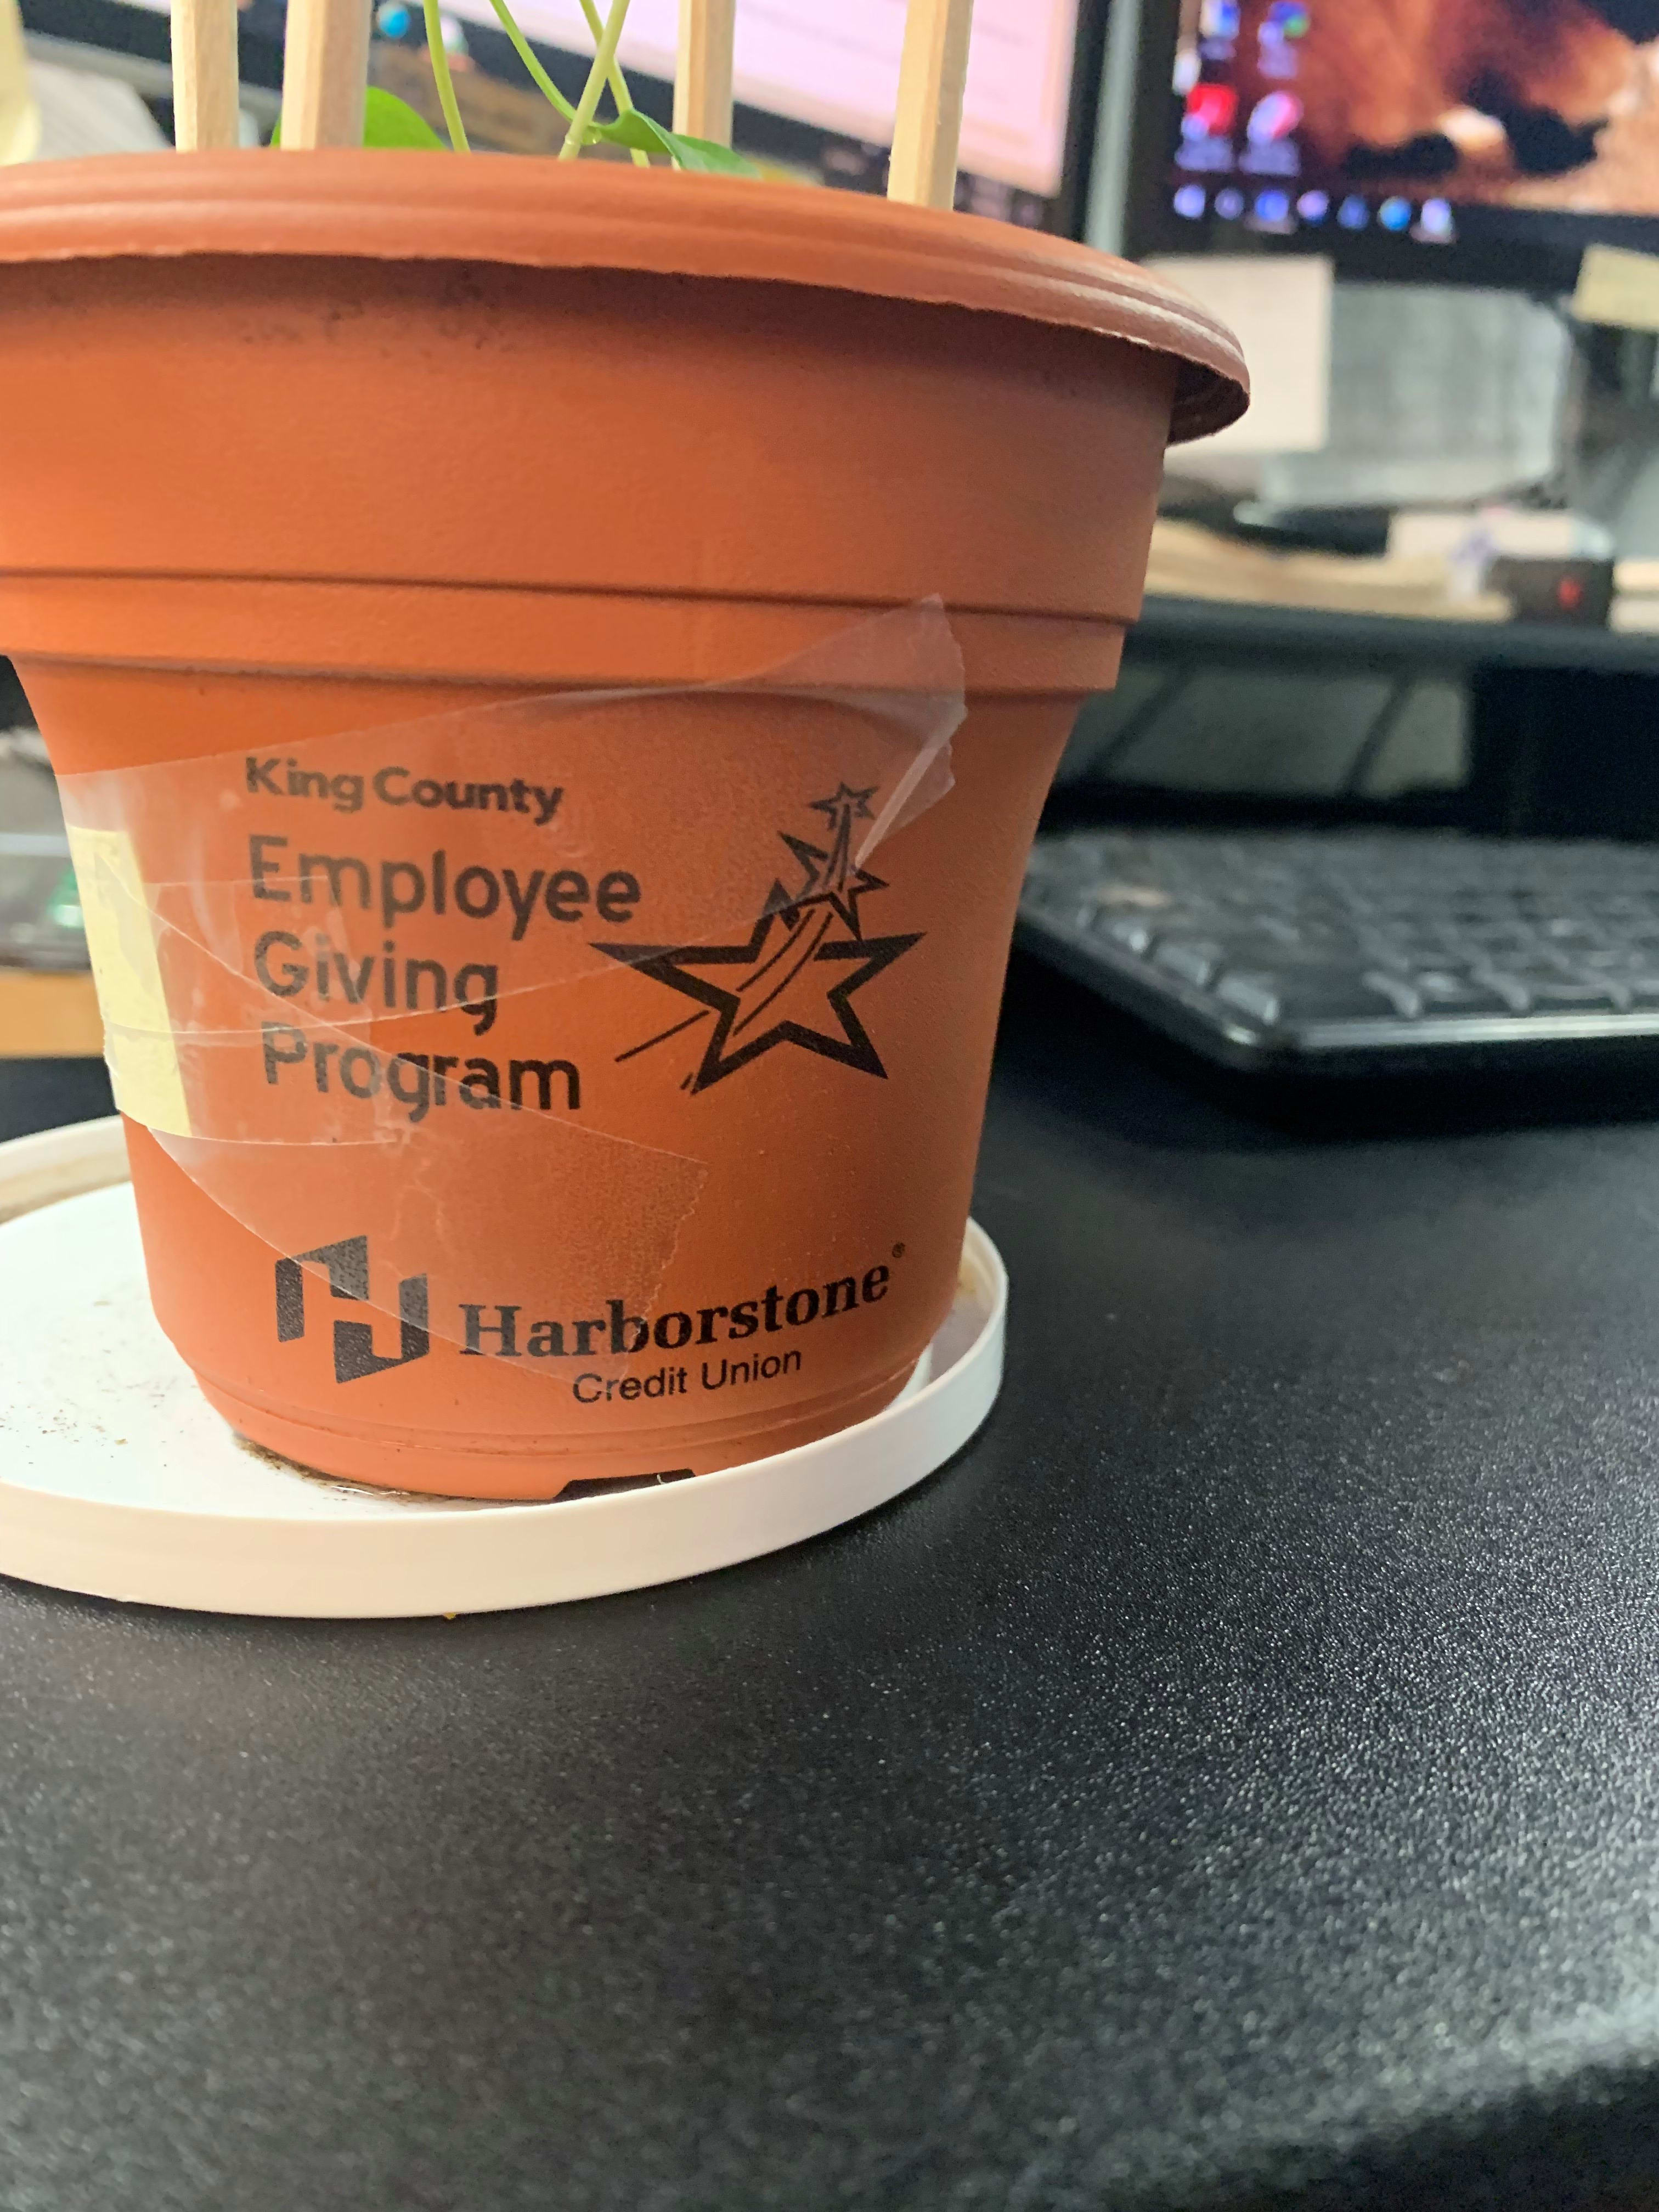 King County
Employee
Giving
Program
Harborstone®
Credit Union